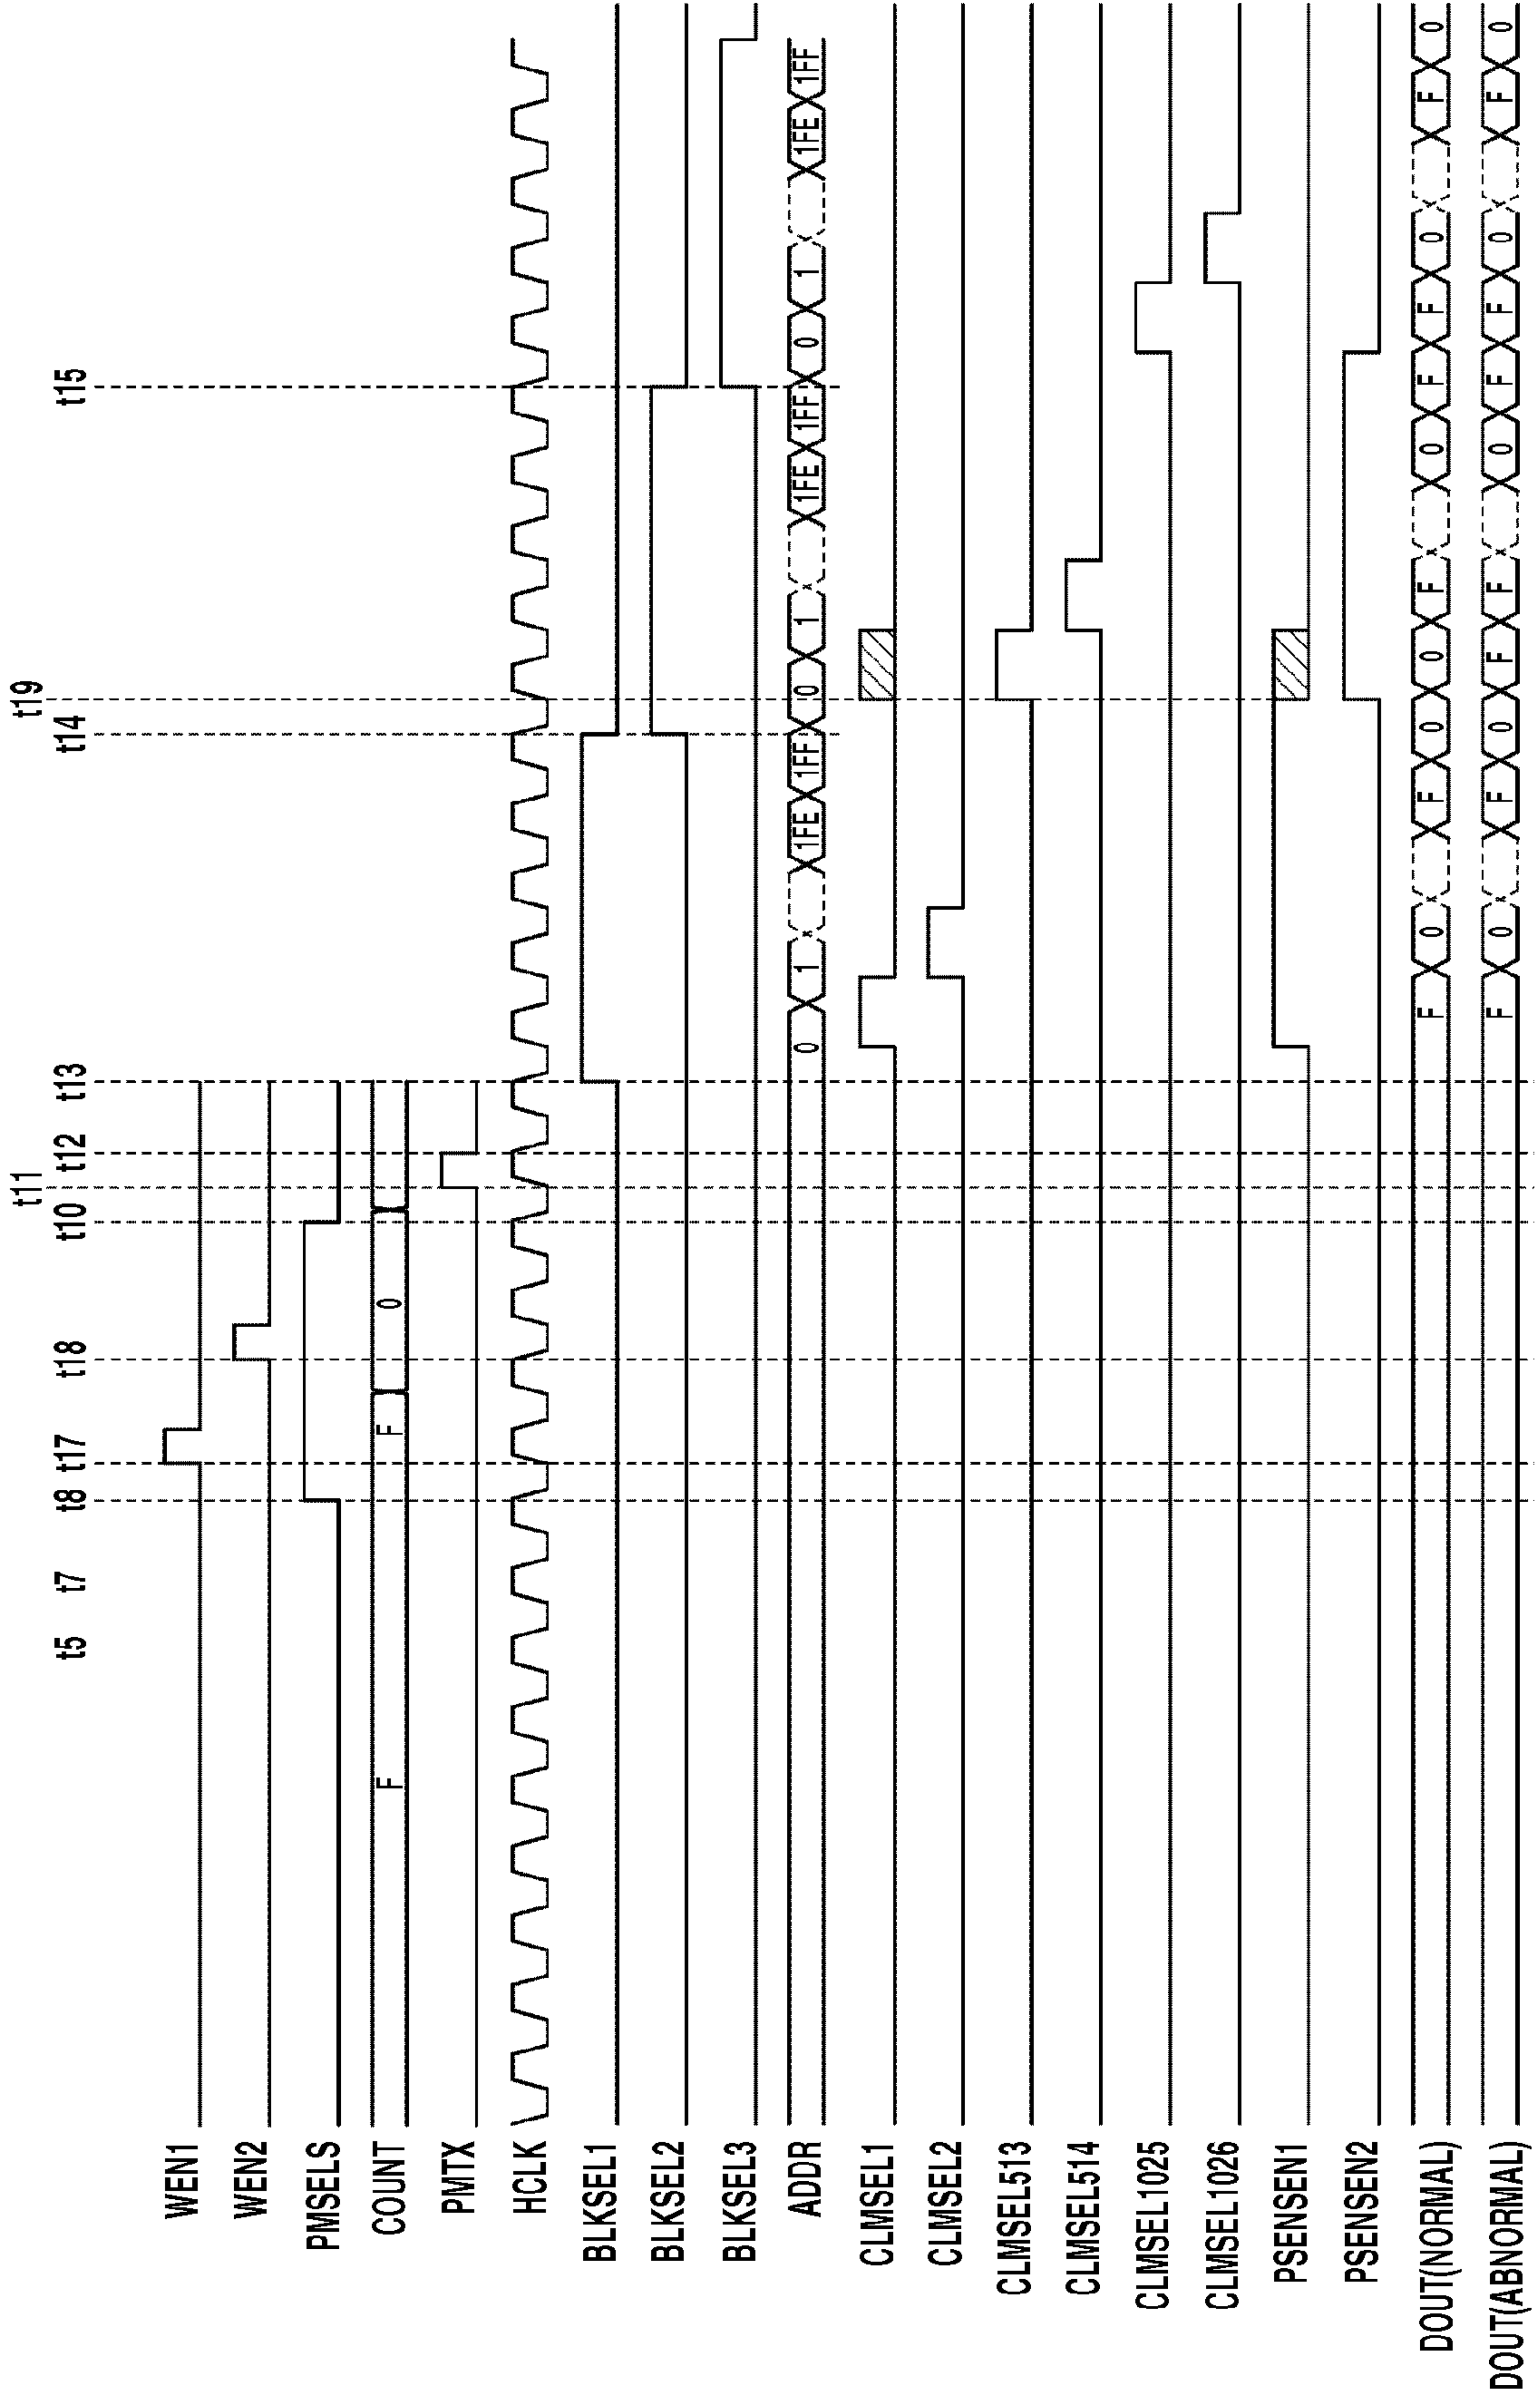 t11 t19
t5 t7 t8 t17 t18 t10 t12 t13 t14 t15
WEN1
WEN2
PMSELS
COUNT F F 0
PMTX
HCLK
BLKSEL1
BLKSEL2
BLKSEL3
ADDR 0 1 1FE 1FF 0 1 1FE 1FF 0 1 1FE 1FF
CLMSEL1
CLMSEL2
CLMSEL513
CLMSEL514
CLMSEL1025
CLMSEL1026
PSENSEN1
PSENSEN2
DOUT(NORMAL) F 0 F 0 0 F 0 F F 0 F 0
DOUT(ABNORMAL) F 0 F 0 F F 0 F F 0 F 0